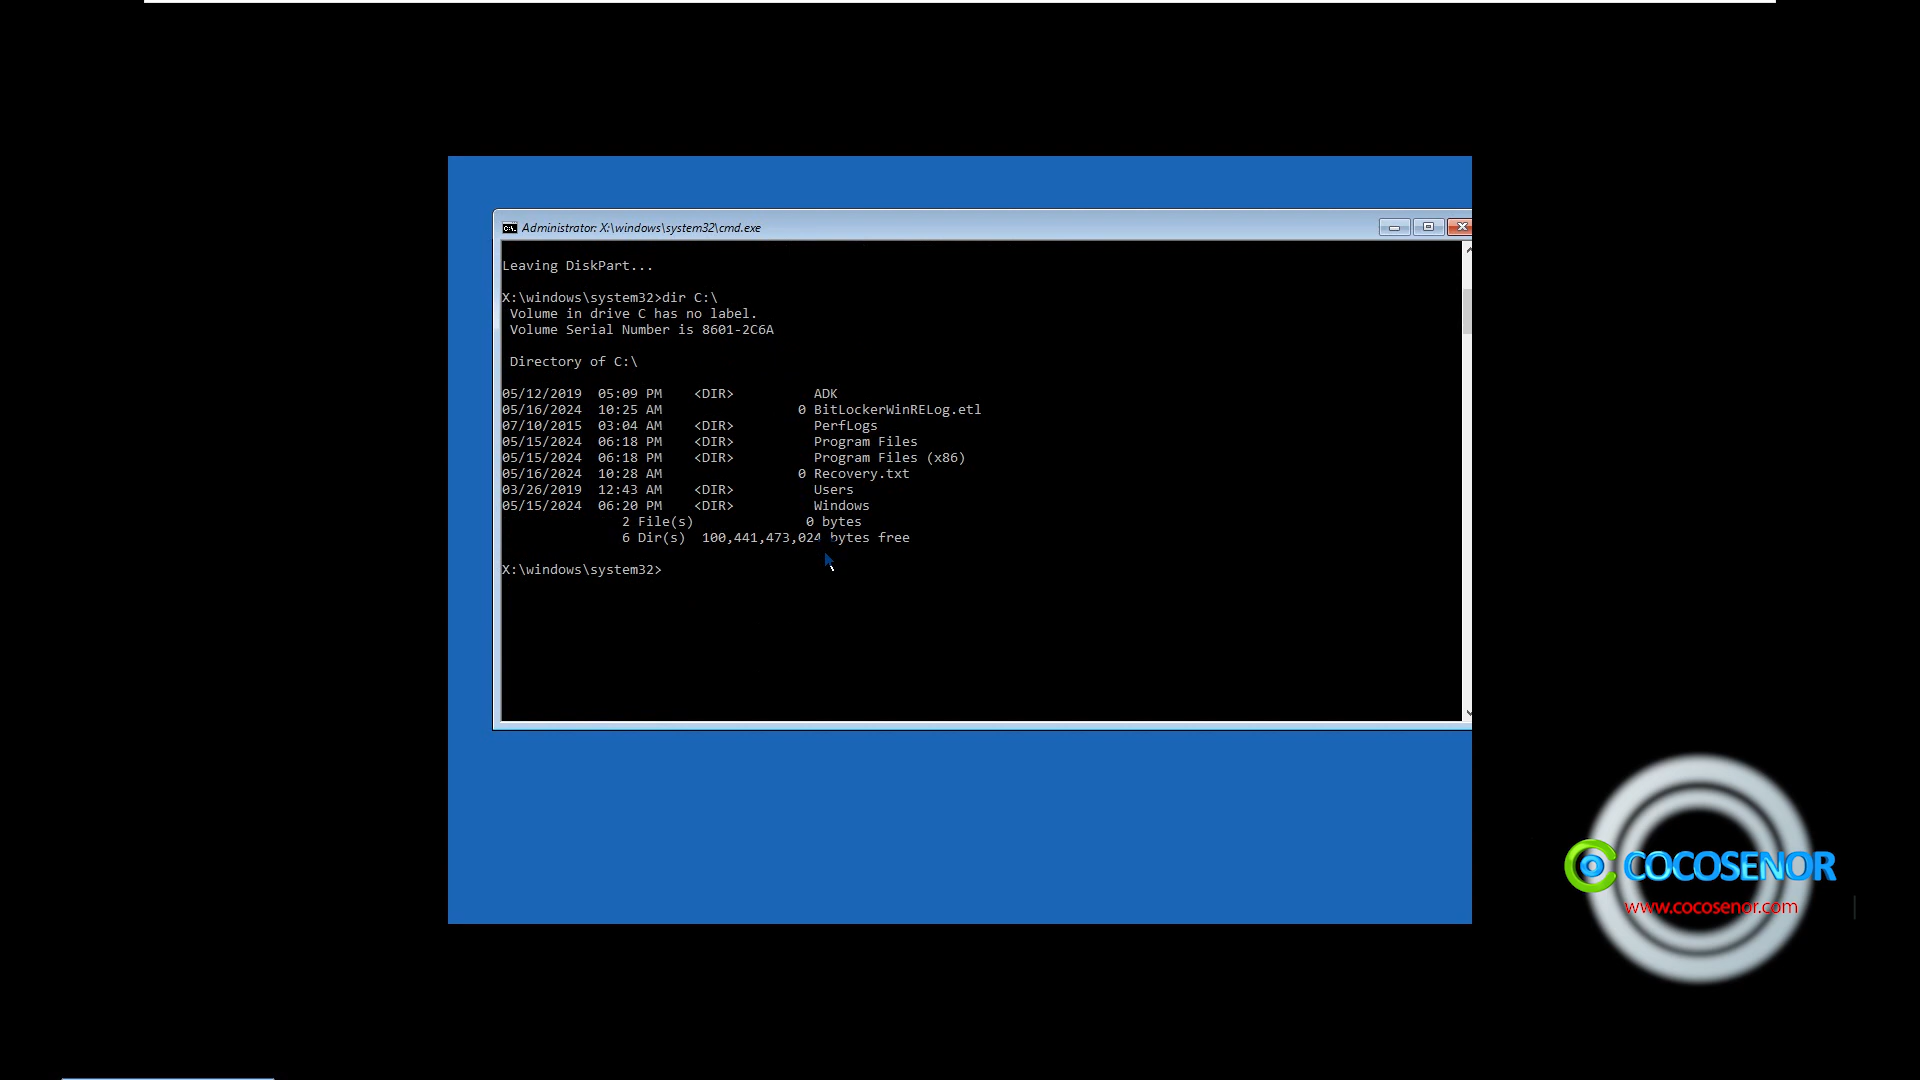 Administrator: X:\windows\system32\cmd.exe
Leaving DiskPart...
X:\windows\system32>dir C:\
Volume in drive C has no label.
Volume Serial Number is 8601-2C6A
Directory of C:\
05/12/2019  05:09 PM    <DIR>          ADK
05/16/2024  10:25 AM                 0 BitLockerWinRELog.etl
07/10/2015  03:04 AM    <DIR>          PerfLogs
05/15/2024  06:18 PM    <DIR>          Program Files
05/15/2024  06:18 PM    <DIR>          Program Files (x86)
05/16/2024  10:28 AM                 0 Recovery.txt
03/26/2019  12:43 AM    <DIR>          Users
05/15/2024  06:20 PM    <DIR>          Windows
2 File(s)              0 bytes
6 Dir(s)  100,441,473,024 bytes free
X:\windows\system32>
COCOSENOR
www.cocosenor.com